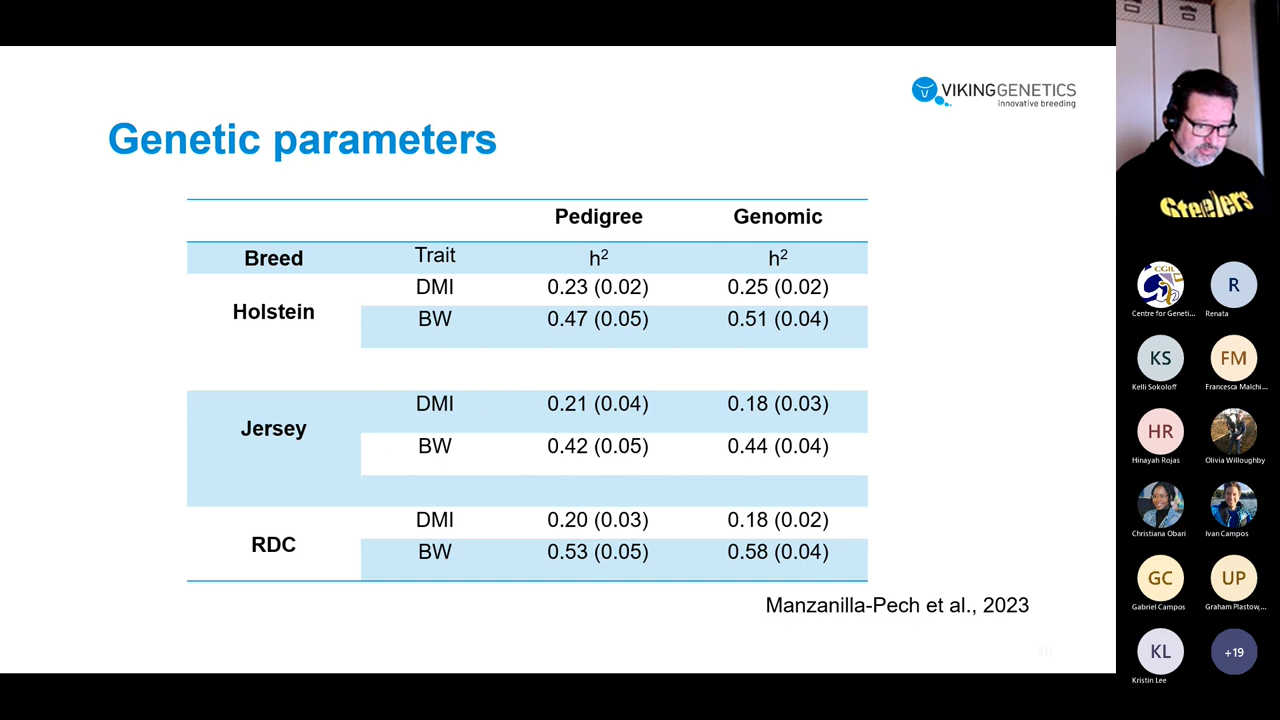 VIKINGGENETICS
innovative breeding
Genetic parameters
Pedigree Genomic
Breed Trait h² h²
Holstein
DMI 0.23 (0.02) 0.25 (0.02)
BW 0.47 (0.05) 0.51 (0.04)
Jersey
DMI 0.21 (0.04) 0.18 (0.03)
BW 0.42 (0.05) 0.44 (0.04)
RDC
DMI 0.20 (0.03) 0.18 (0.02)
BW 0.53 (0.05) 0.58 (0.04)
Manzanilla-Pech et al., 2023
40
Steelers
CGIL
R
Centre for Geneti... Renata
KS FM
Kelli Sokoloff Francesca Malchi...
HR
Hinayah Rojas Olivia Willoughby
Christiana Obari Ivan Campos
GC UP
Gabriel Campos Graham Plastow,...
KL +19
Kristin Lee